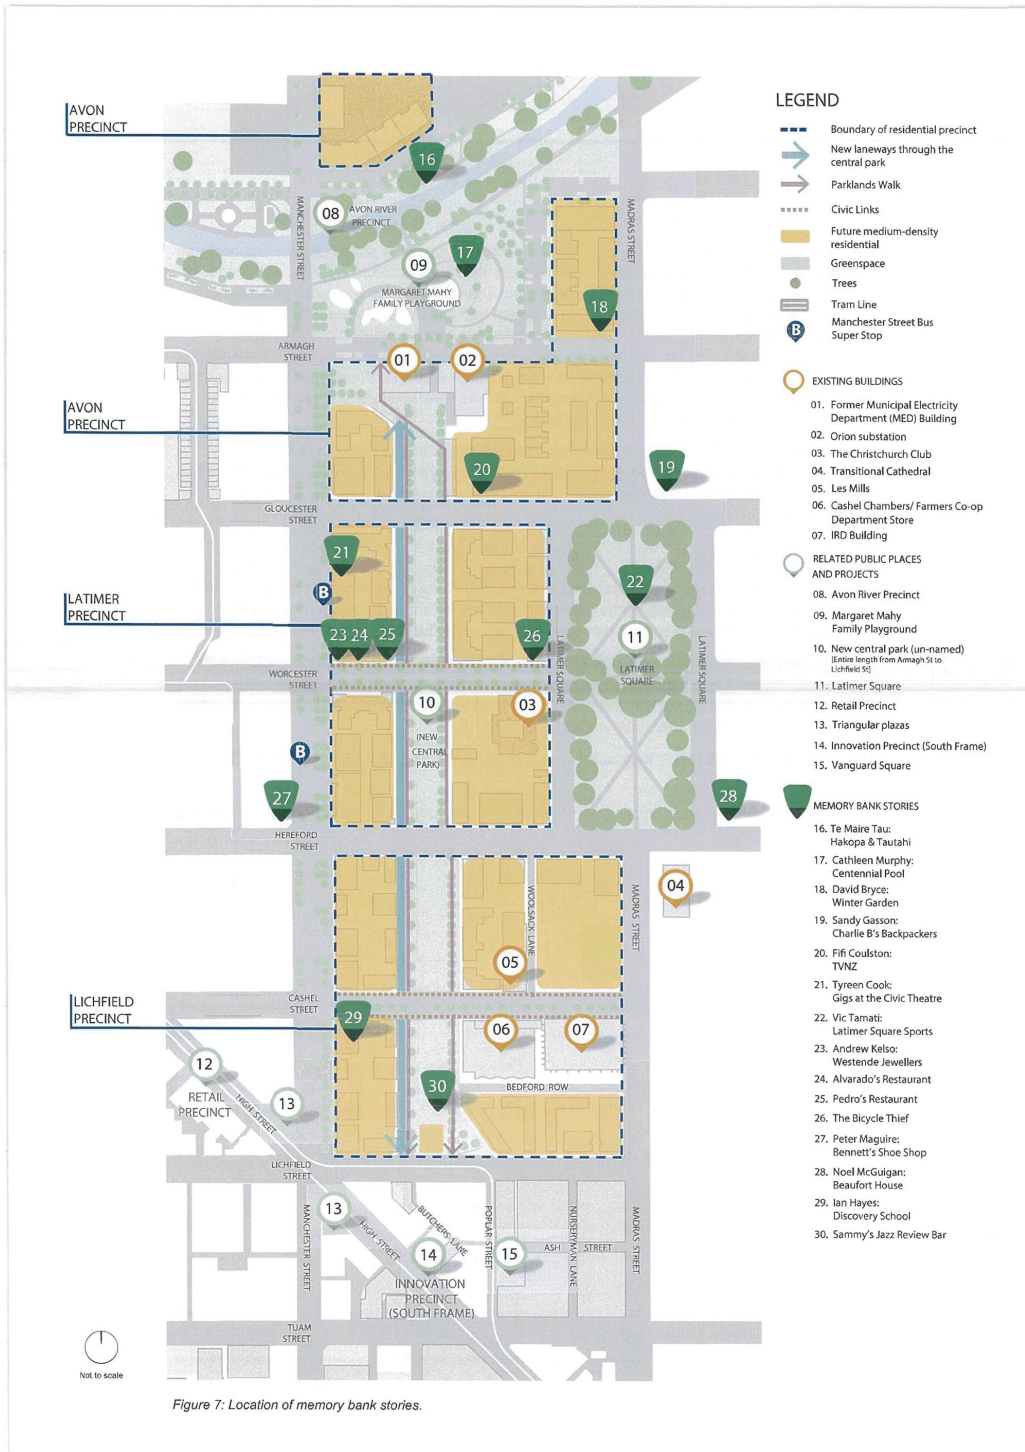 AVON
PRECINCT
16
MANCHESTER STREET
08
AVON RIVER
PRECINCT
MADRAS STREET
17
09
MARGARET MAHY
FAMILY PLAYGROUND
18
ARMAGH
STREET
01
02
AVON
PRECINCT
20
19
GLOUCESTER
STREET
21
22
B
LATIMER
PRECINCT
23
24
25
26
11
LATIMER SQUARE
LATIMER
SQUARE
LATIMER SQUARE
WORCESTER
STREET
10
03
(NEW
CENTRAL
PARK)
B
27
28
HEREFORD
STREET
04
WOOLSACK LANE
MADRAS STREET
05
LICHFIELD
PRECINCT
CASHEL
STREET
29
06
07
12
RETAIL
PRECINCT
13
HIGH STREET
30
BEDFORD ROW
LICHFIELD
STREET
13
MANCHESTER STREET
HIGH STREET
BUTCHERS' LANE
POPLAR STREET
NURSERYMAN LANE
MADRAS STREET
14
15
ASH STREET
INNOVATION
PRECINCT
(SOUTH FRAME)
TUAM
STREET
Not to scale
LEGEND
Boundary of residential precinct
New laneways through the
central park
Parklands Walk
Civic Links
Future medium-density
residential
Greenspace
Trees
Tram Line
B
Manchester Street Bus
Super Stop
EXISTING BUILDINGS
01. Former Municipal Electricity
Department (MED) Building
02. Orion substation
03. The Christchurch Club
04. Transitional Cathedral
05. Les Mills
06. Cashel Chambers/ Farmers Co-op
Department Store
07. IRD Building
RELATED PUBLIC PLACES
AND PROJECTS
08. Avon River Precinct
09. Margaret Mahy
Family Playground
10. New central park (un-named)
[Entire length from Armagh St to
Lichfield St]
11. Latimer Square
12. Retail Precinct
13. Triangular plazas
14. Innovation Precinct (South Frame)
15. Vanguard Square
MEMORY BANK STORIES
16. Te Maire Tau:
Hakopa & Tautahi
17. Cathleen Murphy:
Centennial Pool
18. David Bryce:
Winter Garden
19. Sandy Gasson:
Charlie B's Backpackers
20. Fifi Coulston:
TVNZ
21. Tyreen Cook:
Gigs at the Civic Theatre
22. Vic Tamati:
Latimer Square Sports
23. Andrew Kelso:
Westende Jewellers
24. Alvarado's Restaurant
25. Pedro's Restaurant
26. The Bicycle Thief
27. Peter Maguire:
Bennett's Shoe Shop
28. Noel McGuigan:
Beaufort House
29. Ian Hayes:
Discovery School
30. Sammy's Jazz Review Bar
Figure 7: Location of memory bank stories.